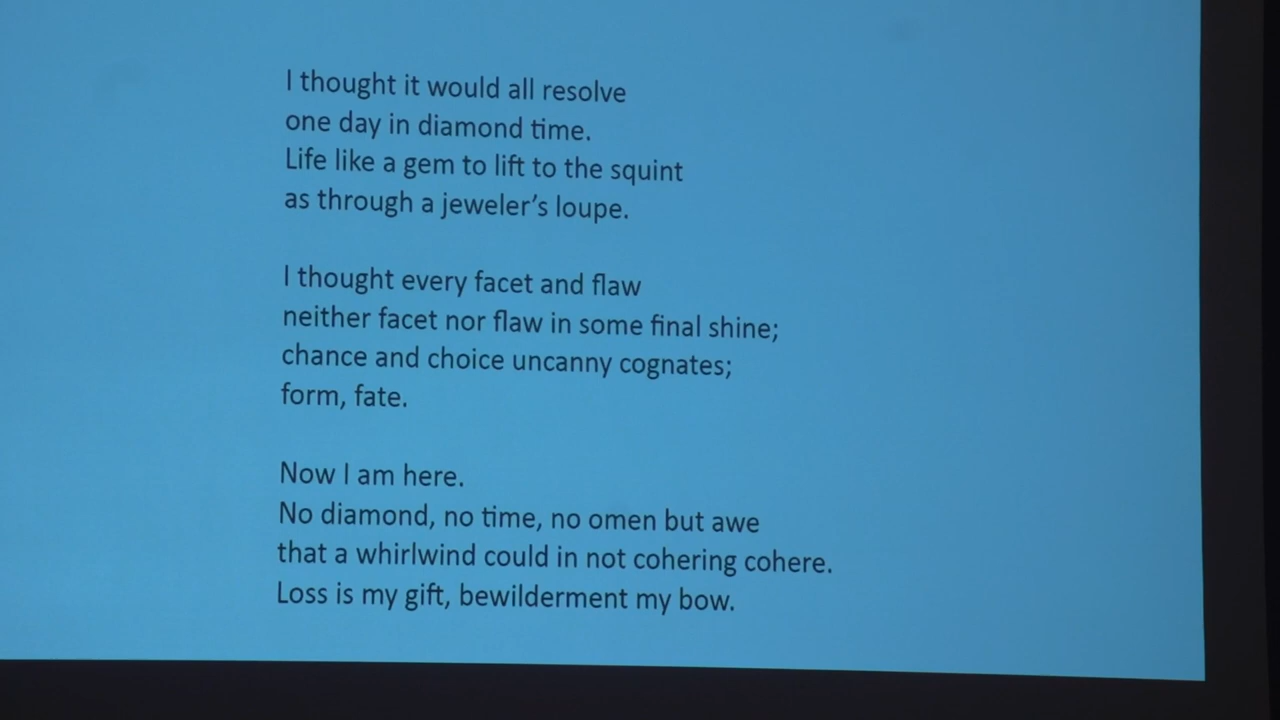 I thought it would all resolve
one day in diamond time.
Life like a gem to lift to the squint
as through a jeweler’s loupe.
I thought every facet and flaw
neither facet nor flaw in some final shine;
chance and choice uncanny cognates;
form, fate.
Now I am here.
No diamond, no time, no omen but awe
that a whirlwind could in not cohering cohere.
Loss is my gift, bewilderment my bow.